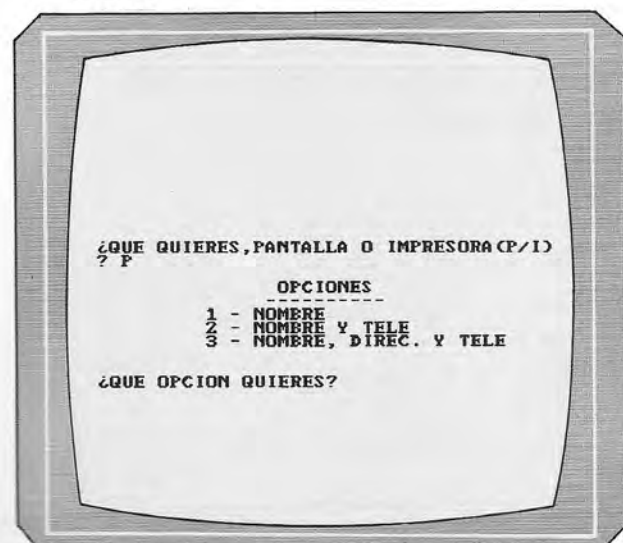 ¿QUE QUIERES,PANTALLA O IMPRESORA(P/I)
? P
OPCIONES
----------
1 - NOMBRE
2 - NOMBRE Y TELE
3 - NOMBRE, DIREC. Y TELE
¿QUE OPCION QUIERES?